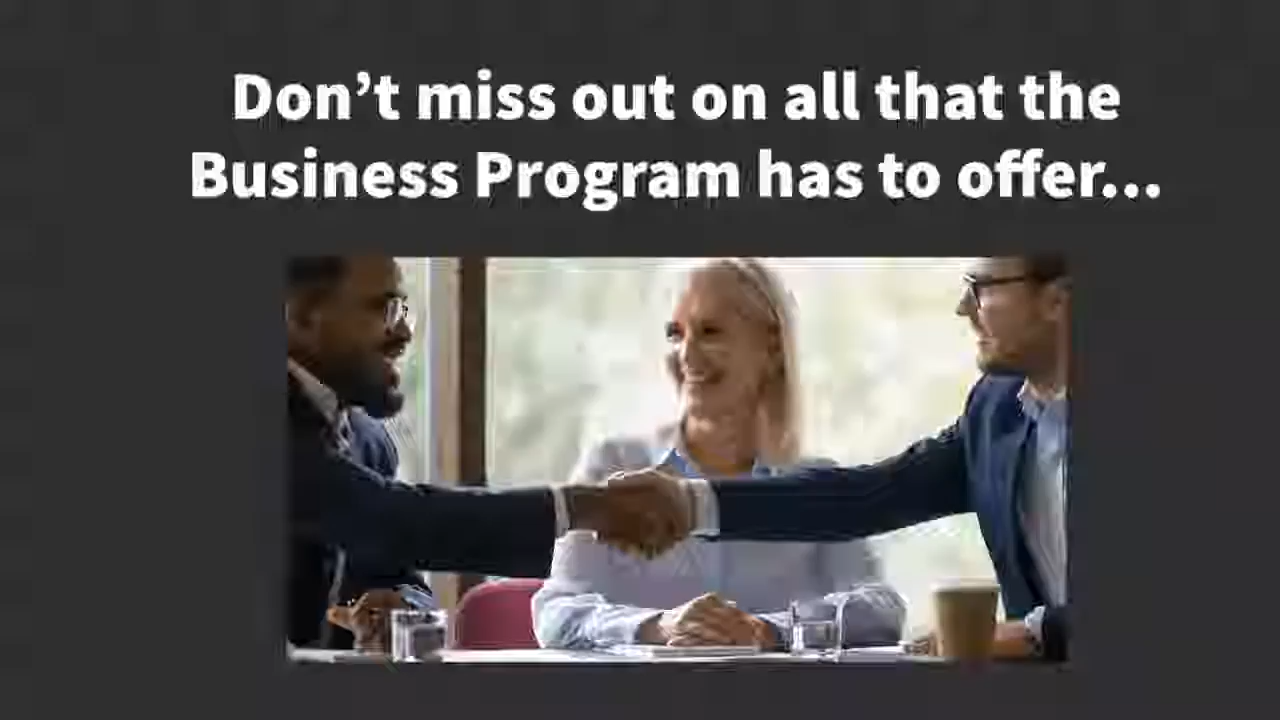 Don’t miss out on all that the
Business Program has to offer...